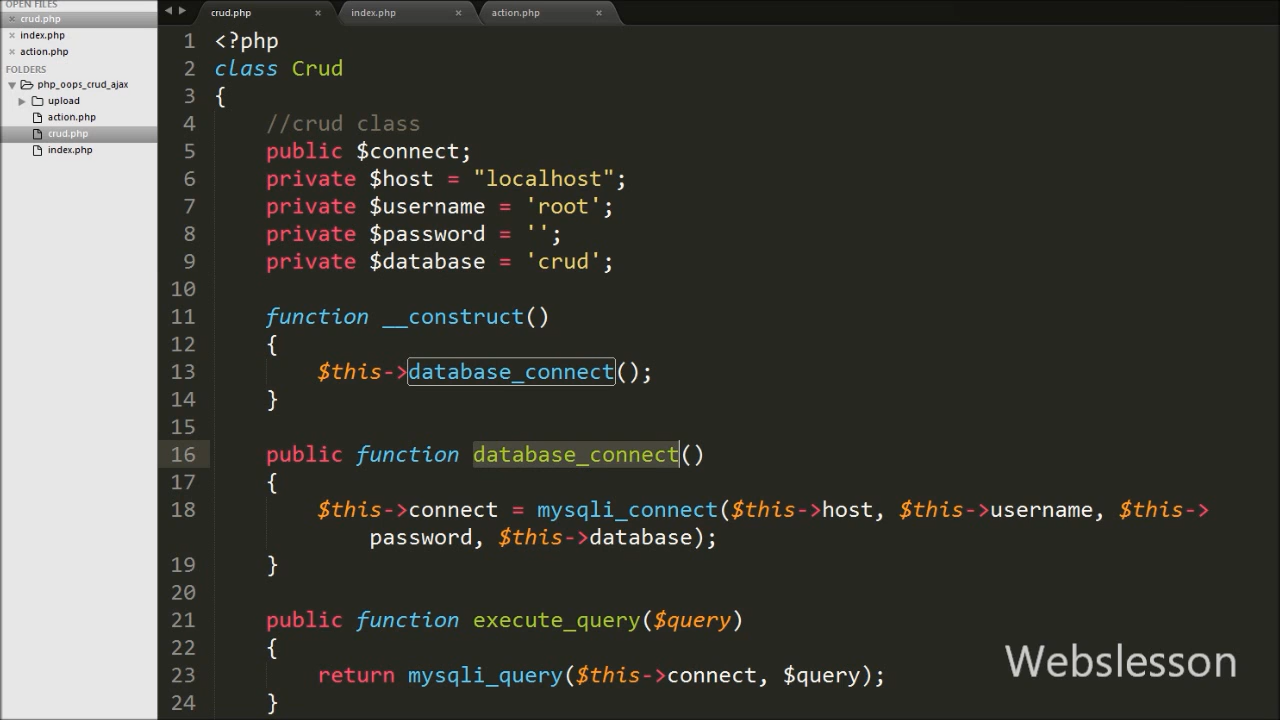 OPEN FILES
× crud.php
× index.php
× action.php
FOLDERS
php_oops_crud_ajax
upload
action.php
crud.php
index.php
crud.php × index.php × action.php ×
1 <?php
2 class Crud
3 {
4 //crud class
5 public $connect;
6 private $host = "localhost";
7 private $username = 'root';
8 private $password = '';
9 private $database = 'crud';
10
11 function __construct()
12 {
13 $this->database_connect();
14 }
15
16 public function database_connect()
17 {
18 $this->connect = mysqli_connect($this->host, $this->username, $this->
password, $this->database);
19 }
20
21 public function execute_query($query)
22 {
23 return mysqli_query($this->connect, $query);
24 }
Webslesson